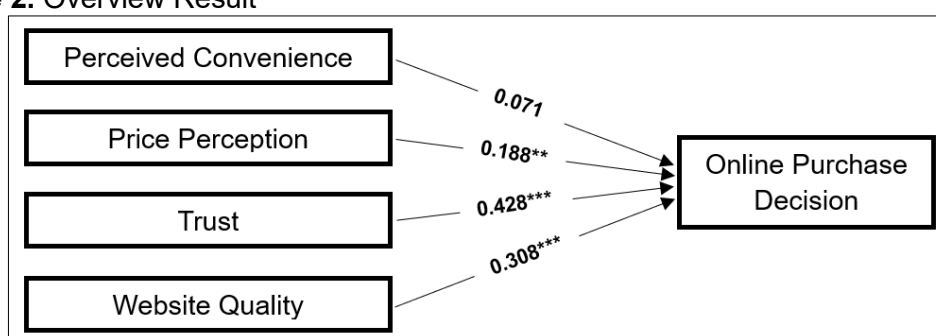 2. Overview Result
Perceived Convenience
0.071
Price Perception
0.188**
Online Purchase
Decision
Trust
0.428***
Website Quality
0.308***